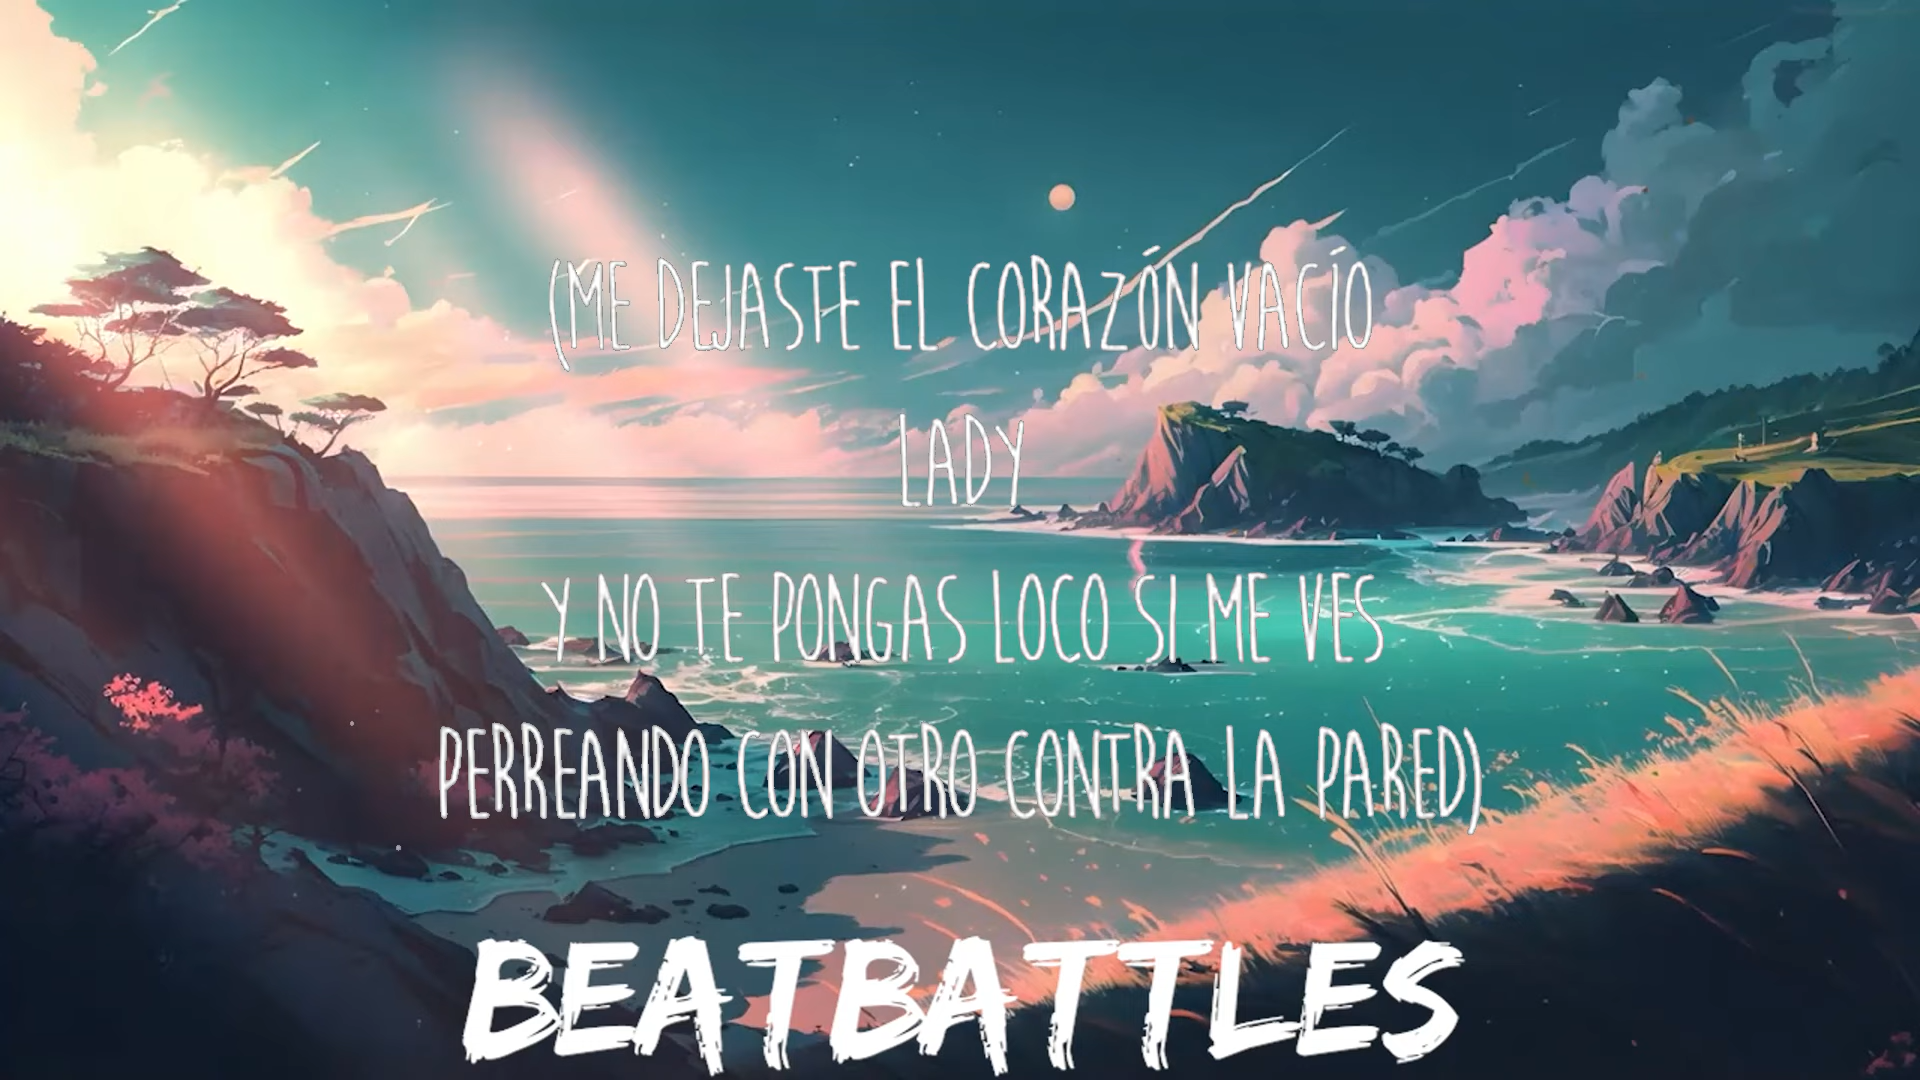 (ME DEJASTE EL CORAZÓN VACÍO
LADY
Y NO TE PONGAS LOCO SI ME VES
PERREANDO CON OTRO CONTRA LA PARED)
BEATBATTLES